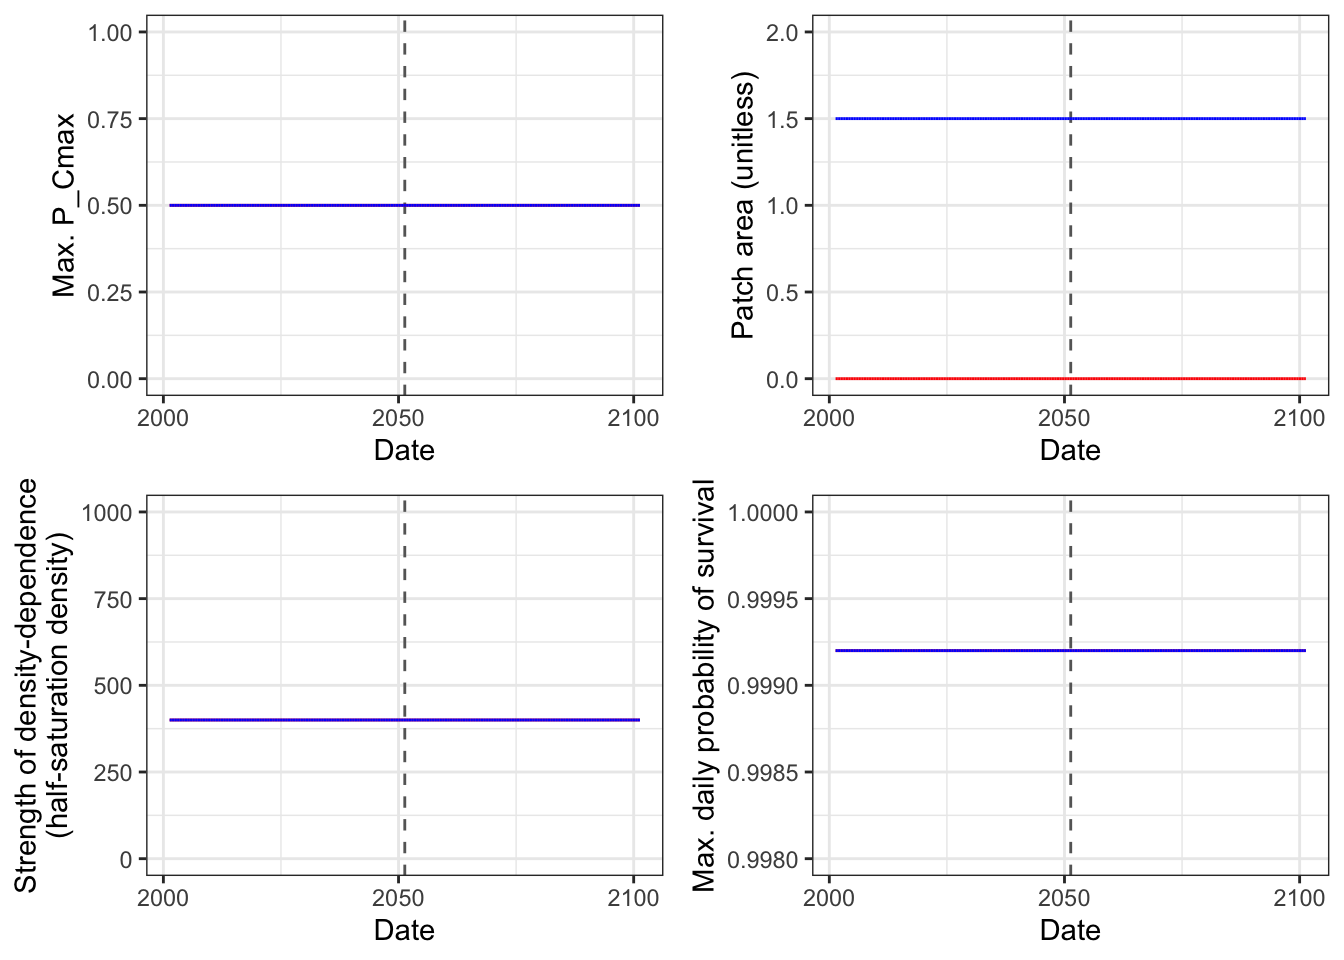 Max. P_Cmax
1.00
0.75
0.50
0.25
0.00
2000 2050 2100
Date
Patch area (unitless)
2.0
1.5
1.0
0.5
0.0
2000 2050 2100
Date
Strength of density-dependence
(half-saturation density)
1000
750
500
250
0
2000 2050 2100
Date
Max. daily probability of survival
1.0000
0.9995
0.9990
0.9985
0.9980
2000 2050 2100
Date